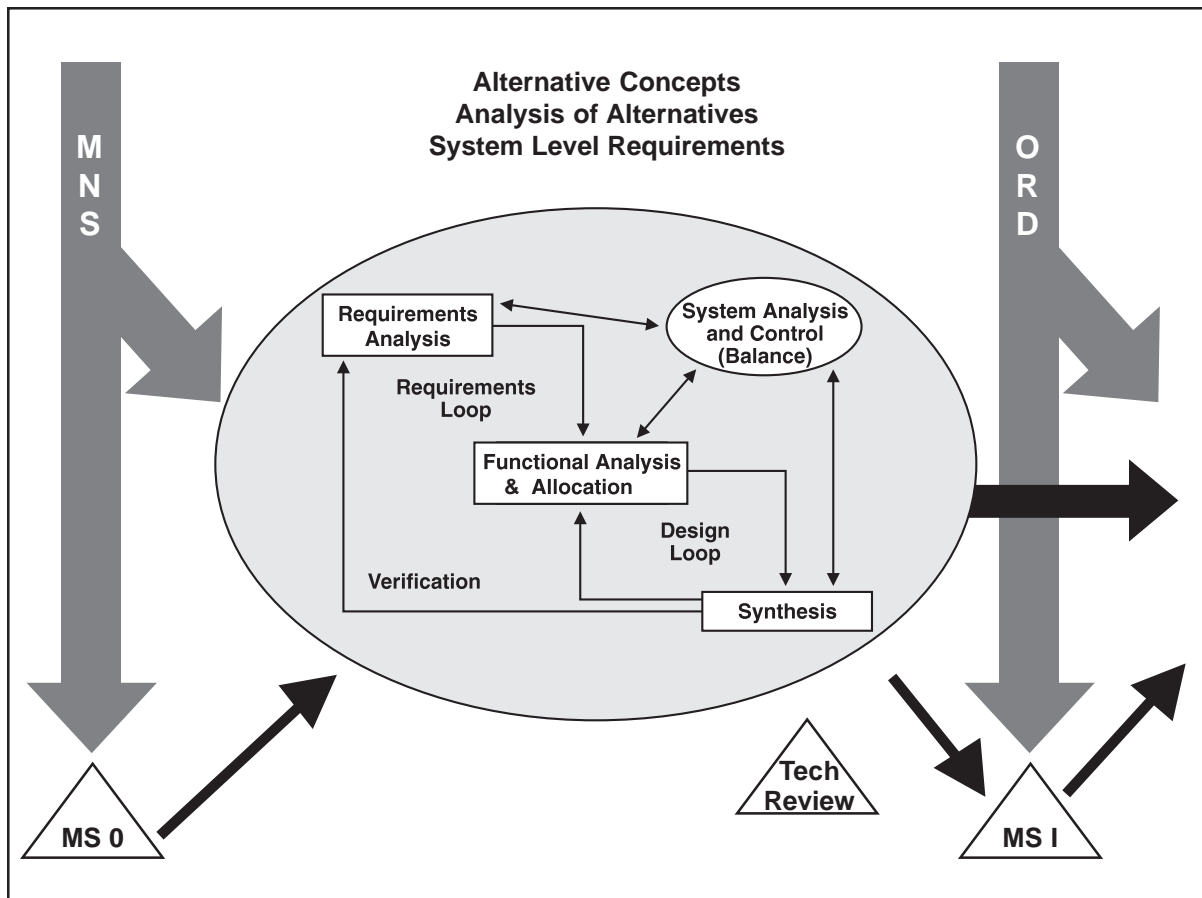 Alternative Concepts
Analysis of Alternatives
System Level Requirements
M
N
S
O
R
D
Requirements
Analysis
System Analysis
and Control
(Balance)
Requirements
Loop
Functional Analysis
& Allocation
Design
Loop
Verification
Synthesis
Tech
Review
MS 0
MS I